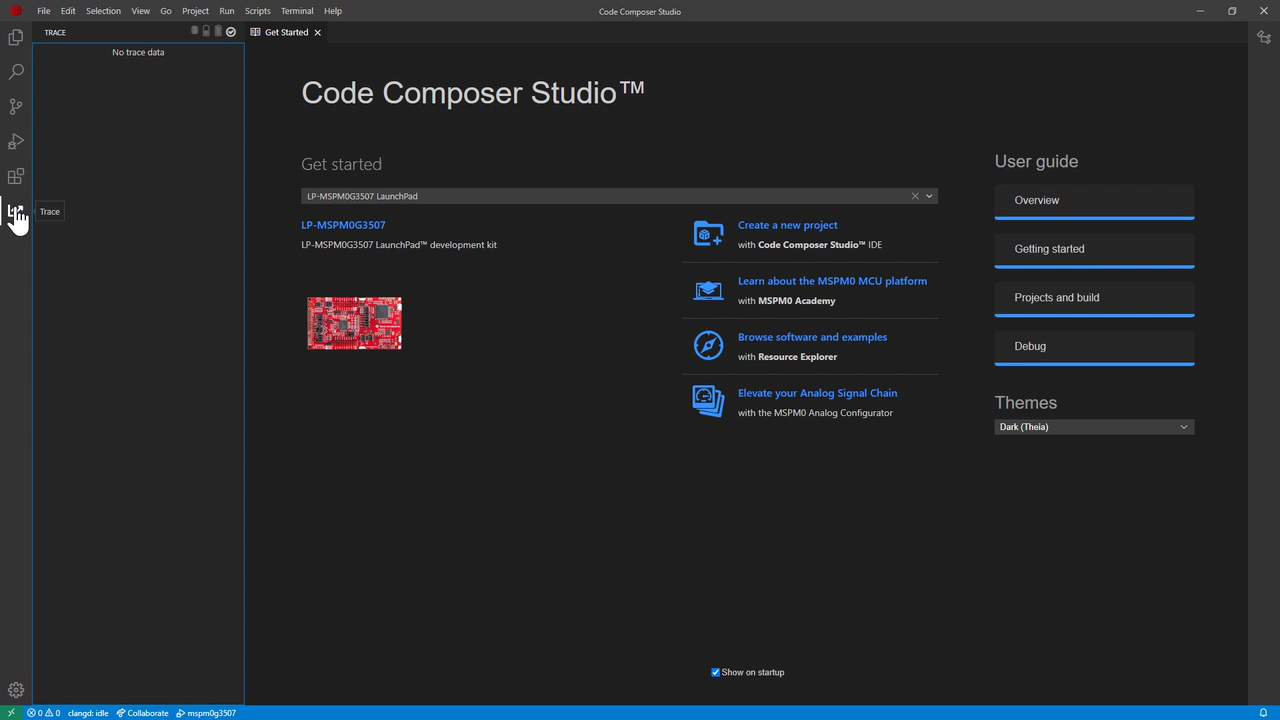 File Edit Selection View Go Project Run Scripts Terminal Help
Code Composer Studio
TRACE
Get Started
No trace data
Trace
Code Composer Studio™
Get started
LP-MSPM0G3507 LaunchPad
LP-MSPM0G3507
LP-MSPM0G3507 LaunchPad™ development kit
Create a new project
with Code Composer Studio™ IDE
Learn about the MSPM0 MCU platform
with MSPM0 Academy
Browse software and examples
with Resource Explorer
Elevate your Analog Signal Chain
with the MSPM0 Analog Configurator
User guide
Overview
Getting started
Projects and build
Debug
Themes
Dark (Theia)
Show on startup
0 0 clangd: idle Collaborate mspm0g3507